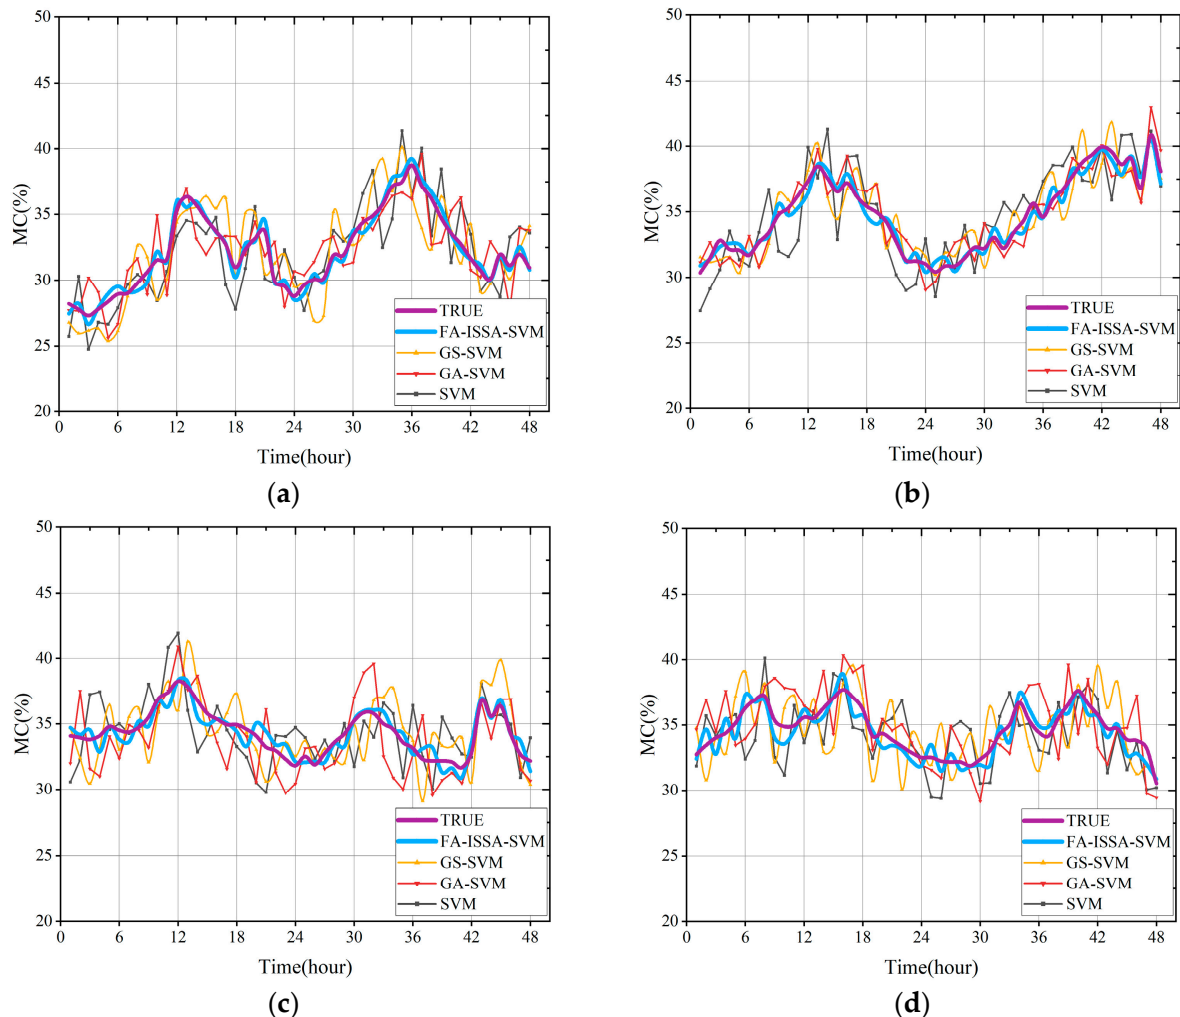 50
45
40
35
30
25
20
MC(%)
0 6 12 18 24 30 36 42 48
Time(hour)
TRUE
FA-ISSA-SVM
GS-SVM
GA-SVM
SVM
(a)
50
45
40
35
30
25
20
MC(%)
0 6 12 18 24 30 36 42 48
Time(hour)
TRUE
FA-ISSA-SVM
GS-SVM
GA-SVM
SVM
(b)
50
45
40
35
30
25
20
MC(%)
0 6 12 18 24 30 36 42 48
Time(hour)
TRUE
FA-ISSA-SVM
GS-SVM
GA-SVM
SVM
(c)
50
45
40
35
30
25
20
MC(%)
0 6 12 18 24 30 36 42 48
Time(hour)
TRUE
FA-ISSA-SVM
GS-SVM
GA-SVM
SVM
(d)